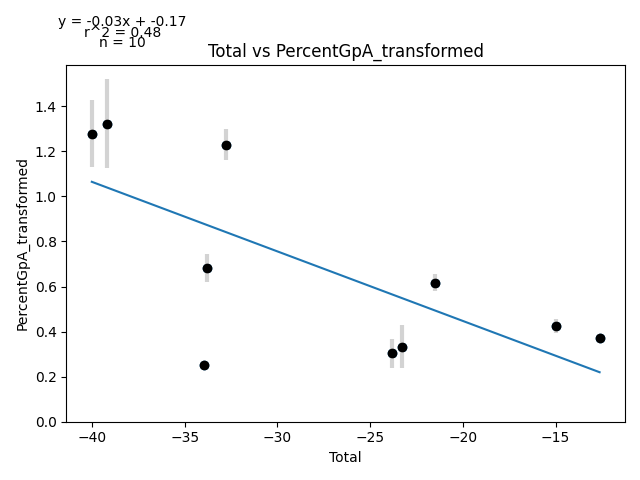 y = -0.03x + -0.17
r^2 = 0.48
n = 10
Total vs PercentGpA_transformed
PercentGpA_transformed
1.4
1.2
1.0
0.8
0.6
0.4
0.2
0.0
−40 −35 −30 −25 −20 −15
Total